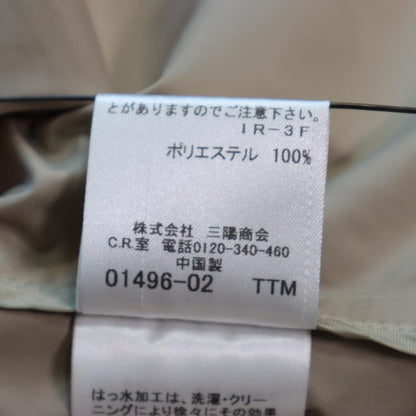 とがありますのでご注意下さい。
IR-3F
ポリエステル 100%
株式会社 三陽商会
C.R.室 電話0120-340-460
中国製
01496-02 TTM
はっ水加工は、洗濯・クリー
ニングにより徐々にその効果